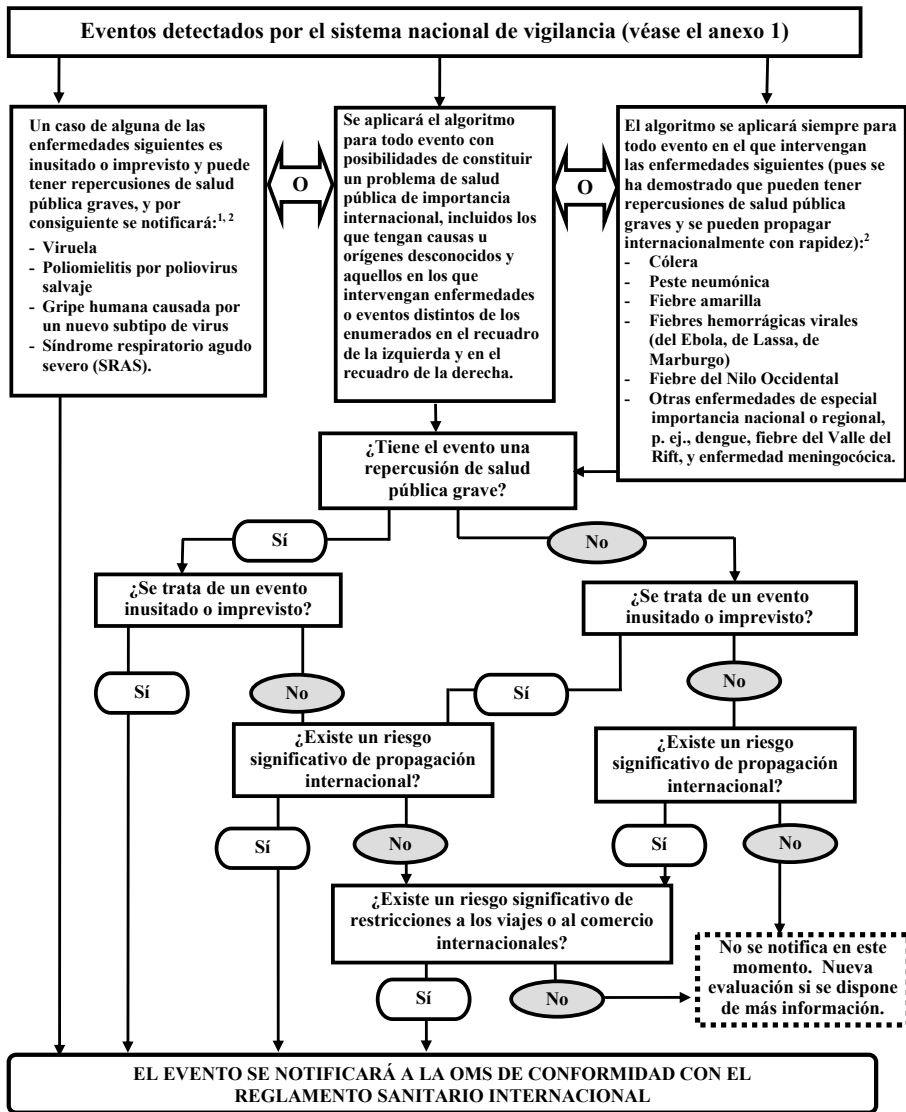 Eventos detectados por el sistema nacional de vigilancia (véase el anexo 1)
Un caso de alguna de las
enfermedades siguientes es
inusitado o imprevisto y puede
tener repercusiones de salud
pública graves, y por
consiguiente se notificará:1, 2
- Viruela
- Poliomielitis por poliovirus
salvaje
- Gripe humana causada por
un nuevo subtipo de virus
- Síndrome respiratorio agudo
severo (SRAS).
O
Se aplicará el algoritmo
para todo evento con
posibilidades de constituir
un problema de salud
pública de importancia
internacional, incluidos los
que tengan causas u
orígenes desconocidos y
aquellos en los que
intervengan enfermedades
o eventos distintos de los
enumerados en el recuadro
de la izquierda y en el
recuadro de la derecha.
O
El algoritmo se aplicará siempre para
todo evento en el que intervengan
las enfermedades siguientes (pues se
ha demostrado que pueden tener
repercusiones de salud pública graves
y se pueden propagar
internacionalmente con rapidez):2
- Cólera
- Peste neumónica
- Fiebre amarilla
- Fiebres hemorrágicas virales
(del Ebola, de Lassa, de
Marburgo)
- Fiebre del Nilo Occidental
- Otras enfermedades de especial
importancia nacional o regional,
p. ej., dengue, fiebre del Valle del
Rift, y enfermedad meningocócica.
¿Tiene el evento una
repercusión de salud
pública grave?
Sí
No
¿Se trata de un evento
inusitado o imprevisto?
¿Se trata de un evento
inusitado o imprevisto?
Sí
No
Sí
No
¿Existe un riesgo
significativo de propagación
internacional?
¿Existe un riesgo
significativo de propagación
internacional?
Sí
No
Sí
No
¿Existe un riesgo significativo de
restricciones a los viajes o al comercio
internacionales?
Sí
No
No se notifica en este
momento. Nueva
evaluación si se dispone
de más información.
EL EVENTO SE NOTIFICARÁ A LA OMS DE CONFORMIDAD CON EL
REGLAMENTO SANITARIO INTERNACIONAL